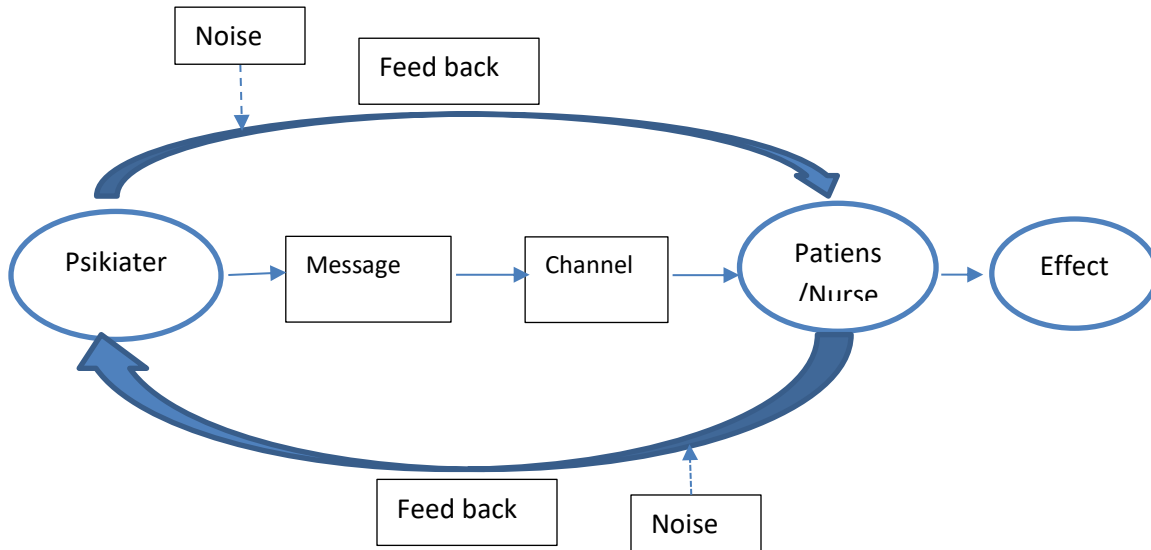 Noise
Feed back
Psikiater
Message
Channel
Patiens
/Nurse
Effect
Feed back
Noise